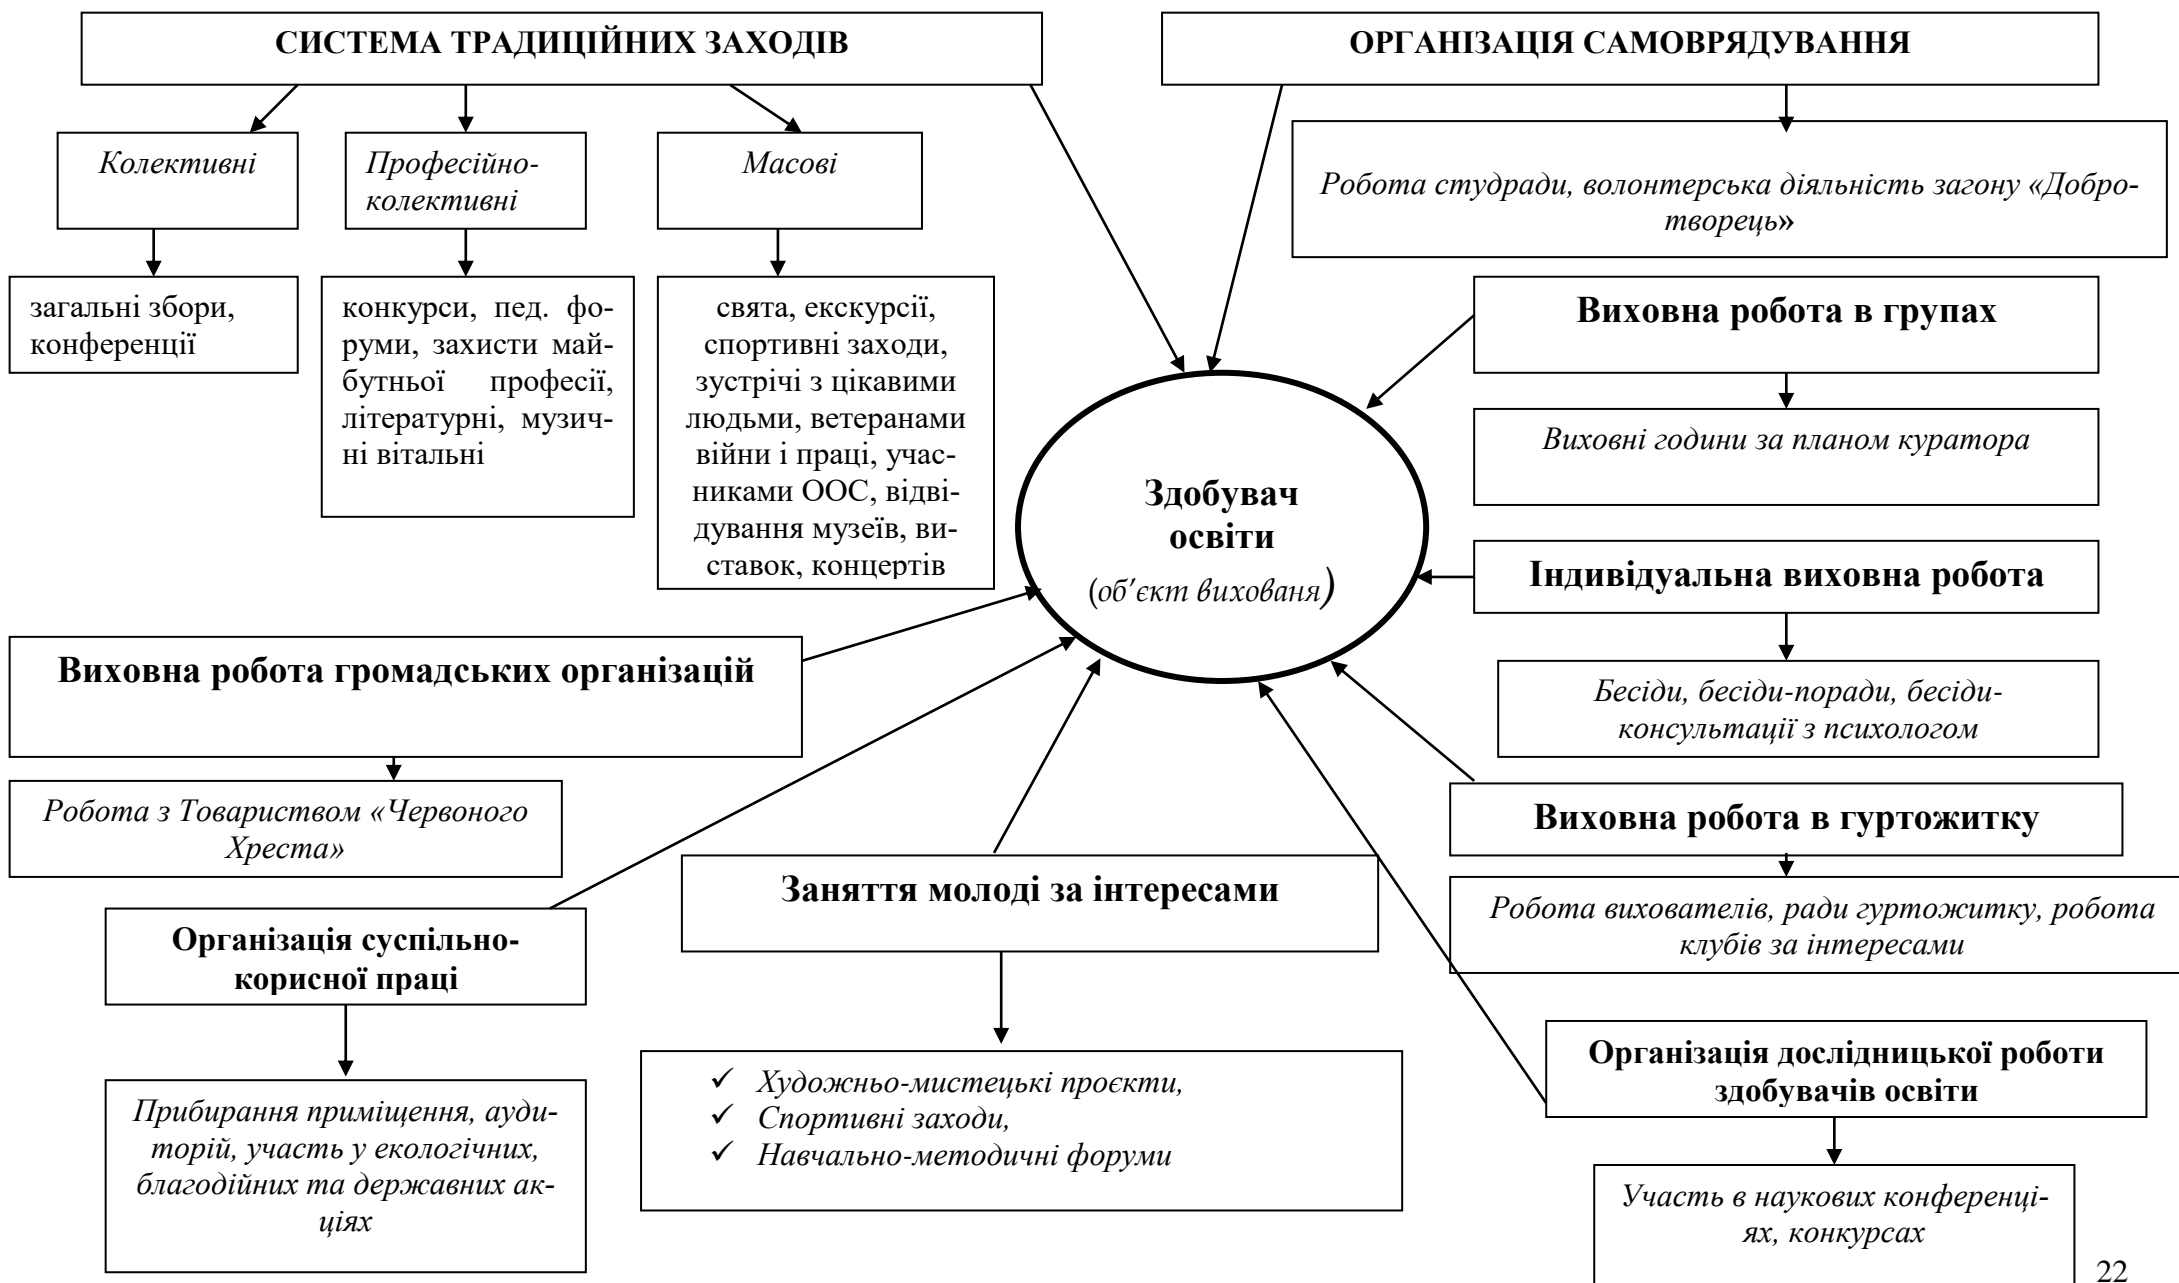 СИСТЕМА ТРАДИЦІЙНИХ ЗАХОДІВ
ОРГАНІЗАЦІЯ САМОВРЯДУВАННЯ
Колективні
Професійно-
колективні
Масові
Робота студради, волонтерська діяльність загону «Добро-
творець»
загальні збори,
конференції
конкурси, пед. фо-
руми, захисти май-
бутньої професії,
літературні, музич-
ні вітальні
свята, екскурсії,
спортивні заходи,
зустрічі з цікавими
людьми, ветеранами
війни і праці, учас-
никами ООС, відві-
дування музеїв, ви-
ставок, концертів
Виховна робота в групах
Виховні години за планом куратора
Здобувач
освіти
(об'єкт вихованя)
Індивідуальна виховна робота
Бесіди, бесіди-поради, бесіди-
консультації з психологом
Виховна робота громадських організацій
Робота з Товариством «Червоного
Хреста»
Виховна робота в гуртожитку
Робота вихователів, ради гуртожитку, робота
клубів за інтересами
Заняття молоді за інтересами
Організація суспільно-
корисної праці
Організація дослідницької роботи
здобувачів освіти
✓ Художньо-мистецькі проєкти,
✓ Спортивні заходи,
✓ Навчально-методичні форуми
Прибирання приміщення, ауди-
торій, участь у екологічних,
благодійних та державних ак-
ціях
Участь в наукових конференці-
ях, конкурсах
22